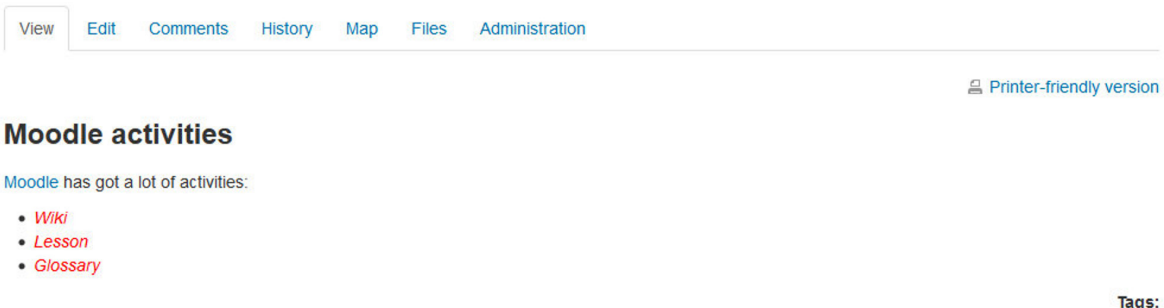 View Edit Comments History Map Files Administration
Printer-friendly version
Moodle activities
Moodle has got a lot of activities:
• Wiki
• Lesson
• Glossary
Tags: